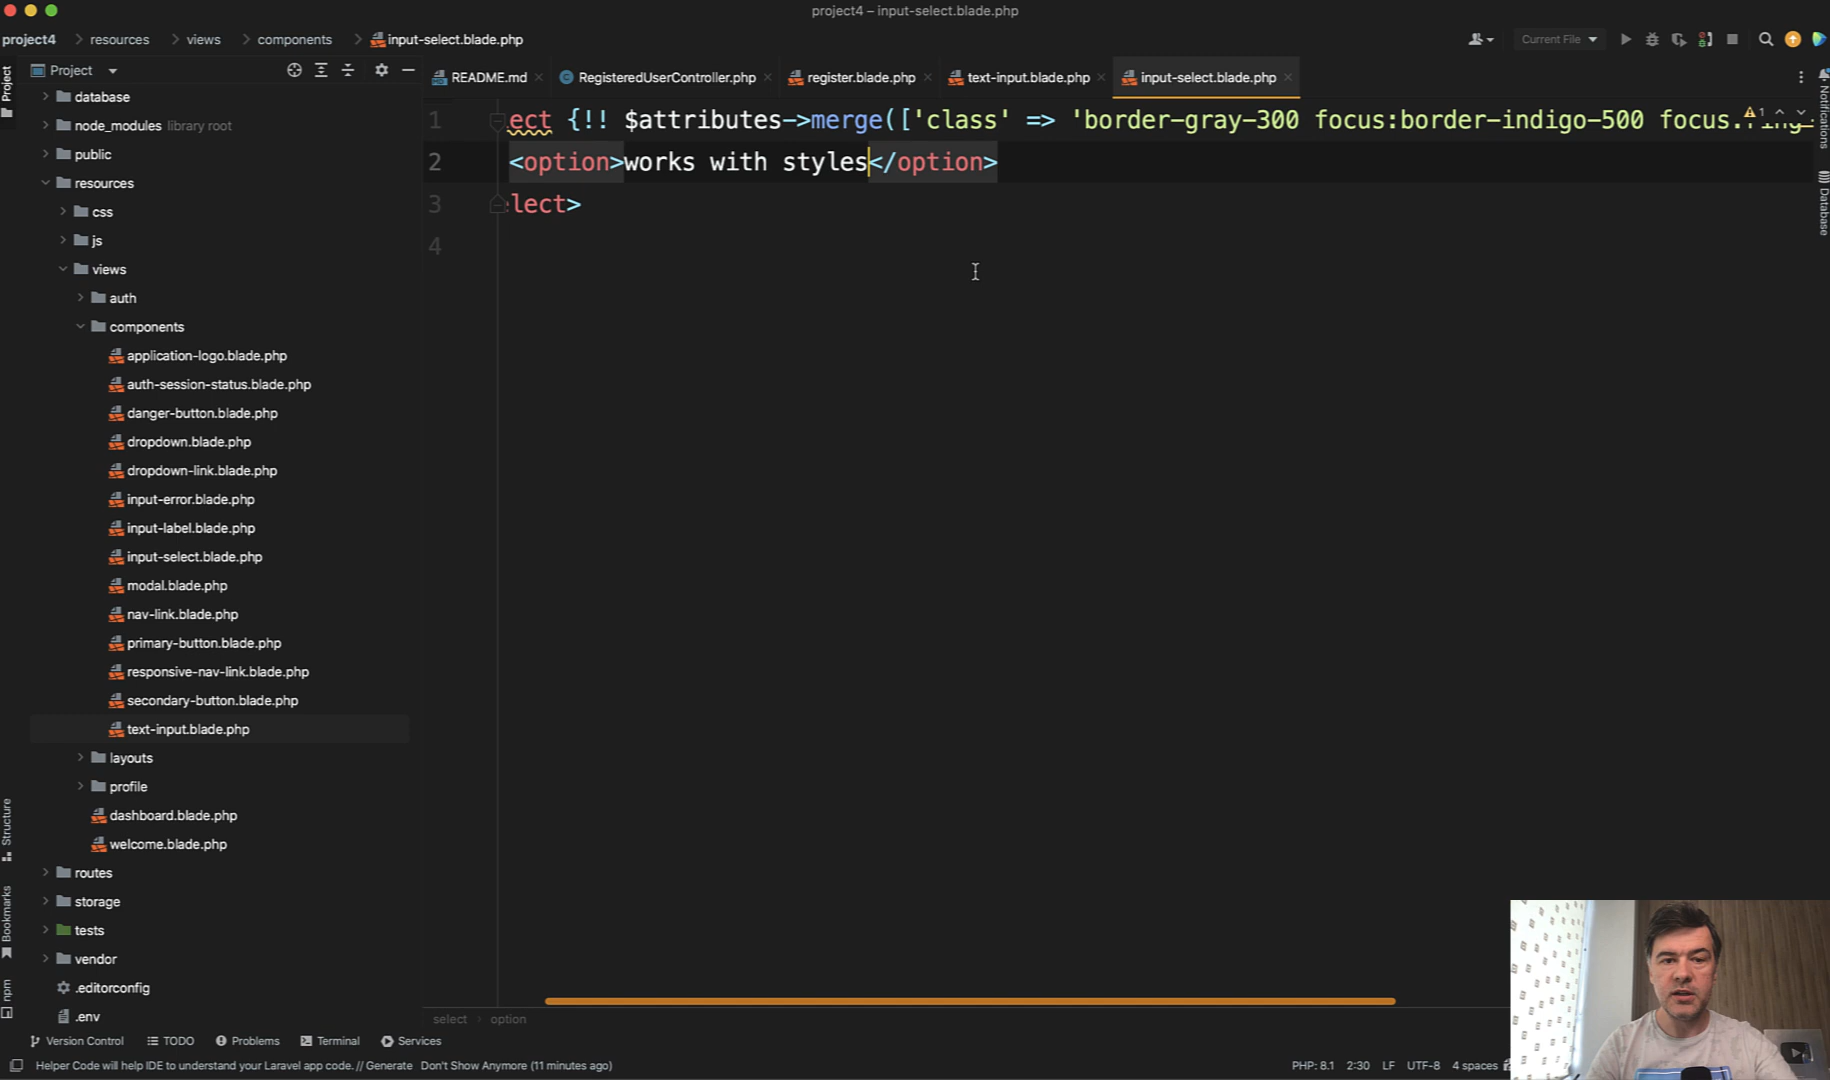 project4 – input-select.blade.php
project4 resources views components input-select.blade.php
Current File
Project
README.md RegisteredUserController.php register.blade.php text-input.blade.php input-select.blade.php
Project
Notifications
Database
Structure
Bookmarks
npm
database
node_modules library root
public
resources
css
js
views
auth
components
application-logo.blade.php
auth-session-status.blade.php
danger-button.blade.php
dropdown.blade.php
dropdown-link.blade.php
input-error.blade.php
input-label.blade.php
input-select.blade.php
modal.blade.php
nav-link.blade.php
primary-button.blade.php
responsive-nav-link.blade.php
secondary-button.blade.php
text-input.blade.php
layouts
profile
dashboard.blade.php
welcome.blade.php
routes
storage
tests
vendor
.editorconfig
.env
1 ect {!! $attributes->merge(['class' => 'border-gray-300 focus:border-indigo-500 1
2 <option>works with styles</option>
3 lect>
4
select option
Version Control TODO Problems Terminal Services
Helper Code will help IDE to understand your Laravel app code. // Generate Don't Show Anymore (11 minutes ago)
PHP: 8.1 2:30 LF UTF-8 4 spaces